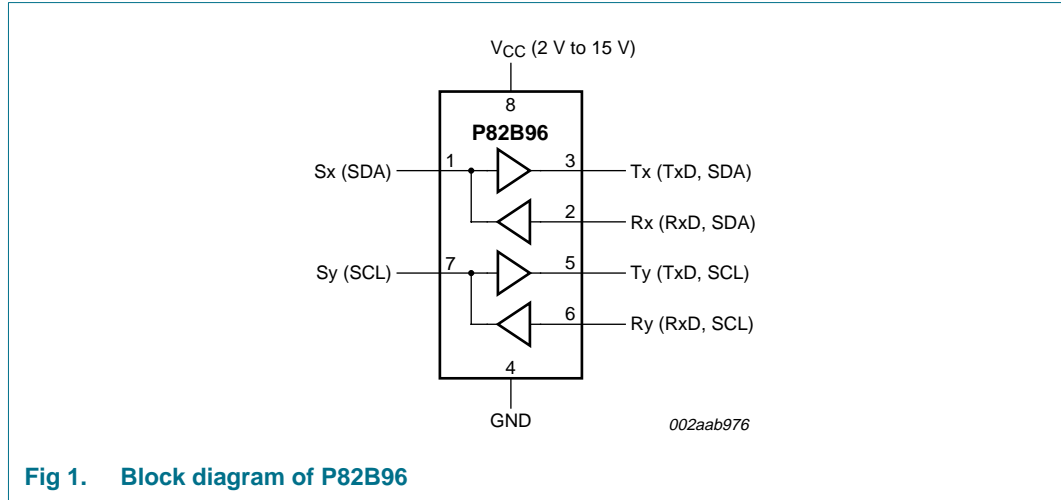 VCC (2 V to 15 V)
8
P82B96
Sx (SDA) 1 3 Tx (TxD, SDA)
2 Rx (RxD, SDA)
Sy (SCL) 7 5 Ty (TxD, SCL)
6 Ry (RxD, SCL)
4
GND
002aab976
Fig 1. Block diagram of P82B96